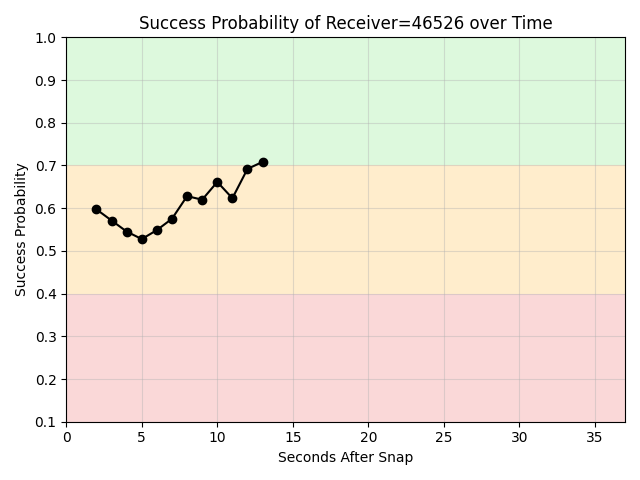 Success Probability of Receiver=46526 over Time
1.0
0.9
0.8
0.7
0.6
0.5
0.4
0.3
0.2
0.1
Success Probability
0 5 10 15 20 25 30 35
Seconds After Snap